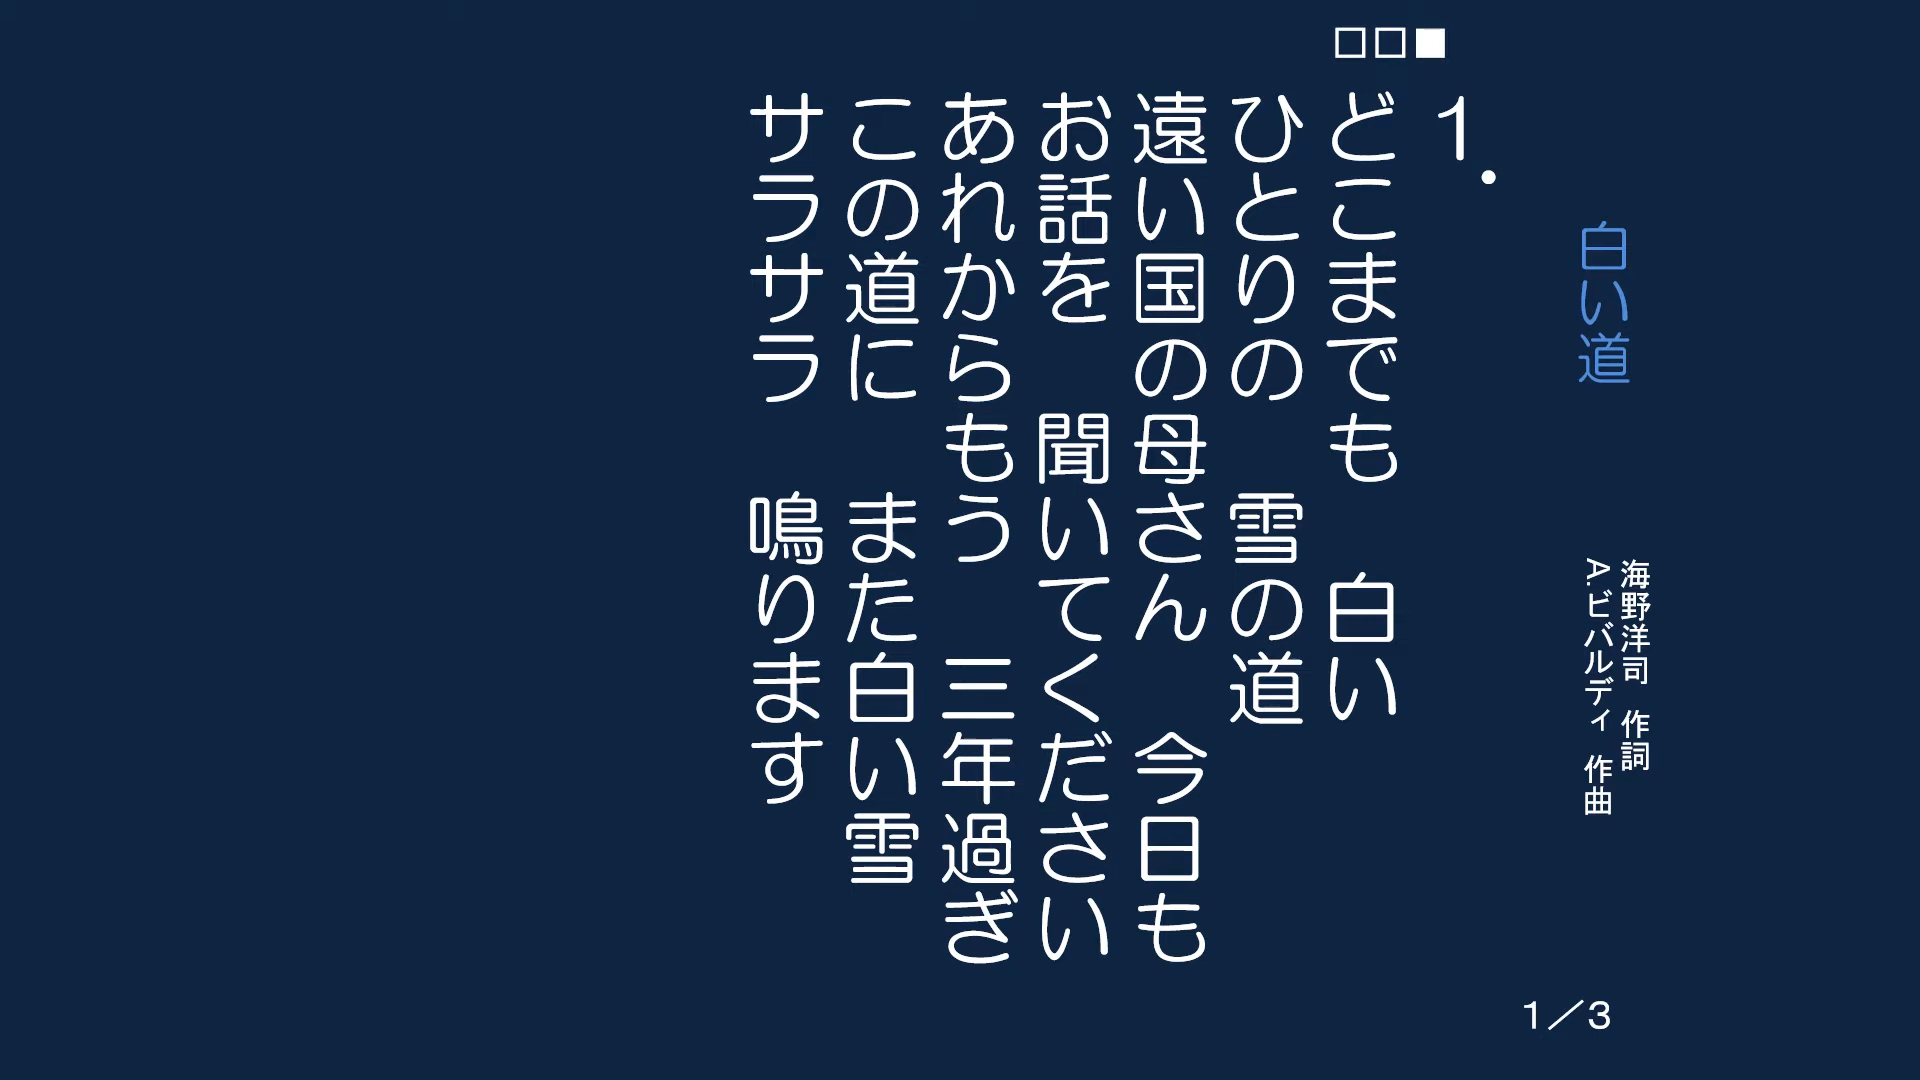 白い道
海野洋司 作詞
A.ビバルディ 作曲
1.
どこまでも 白い
ひとりの 雪の道
遠い国の母さん 今日も
お話を 聞いてください
あれからもう 三年過ぎ
この道に また白い雪
サラサラ 鳴ります
1／3